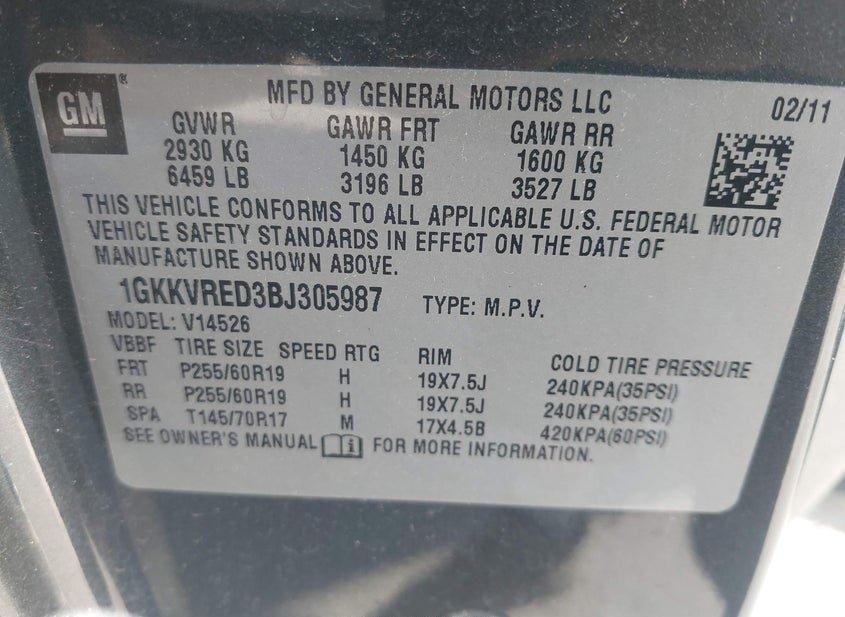 GM ®
MFD BY GENERAL MOTORS LLC 02/11
GVWR GAWR FRT GAWR RR
2930 KG 1450 KG 1600 KG
6459 LB 3196 LB 3527 LB
THIS VEHICLE CONFORMS TO ALL APPLICABLE U.S. FEDERAL MOTOR
VEHICLE SAFETY STANDARDS IN EFFECT ON THE DATE OF
MANUFACTURE SHOWN ABOVE.
1GKKVRED3BJ305987 TYPE: M.P.V.
MODEL: V14526
VBBF TIRE SIZE SPEED RTG RIM COLD TIRE PRESSURE
FRT P255/60R19 H 19X7.5J 240KPA(35PSI)
RR P255/60R19 H 19X7.5J 240KPA(35PSI)
SPA T145/70R17 M 17X4.5B 420KPA(60PSI)
SEE OWNER'S MANUAL i FOR MORE INFORMATION.